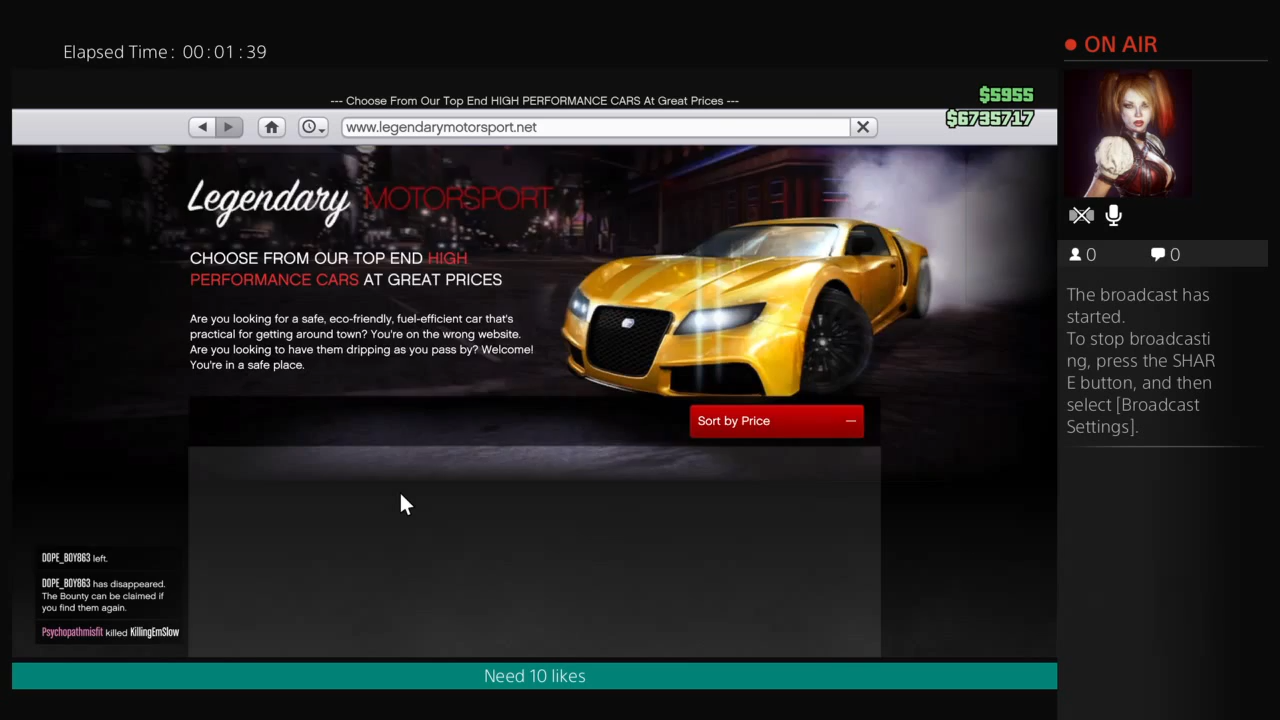 Elapsed Time: 00:01:39
ON AIR
--- Choose From Our Top End HIGH PERFORMANCE CARS At Great Prices ---
$5955
$6735717
www.legendarymotorsport.net
Legendary MOTORSPORT
CHOOSE FROM OUR TOP END HIGH
PERFORMANCE CARS AT GREAT PRICES
Are you looking for a safe, eco-friendly, fuel-efficient car that's
practical for getting around town? You're on the wrong website.
Are you looking to have them dripping as you pass by? Welcome!
You're in a safe place.
Sort by Price
DOPE_BOY863 left.
DOPE_BOY863 has disappeared.
The Bounty can be claimed if
you find them again.
Psychopathmisfit killed KillingEmSlow
Need 10 likes
0
0
The broadcast has
started.
To stop broadcasti
ng, press the SHAR
E button, and then
select [Broadcast
Settings].